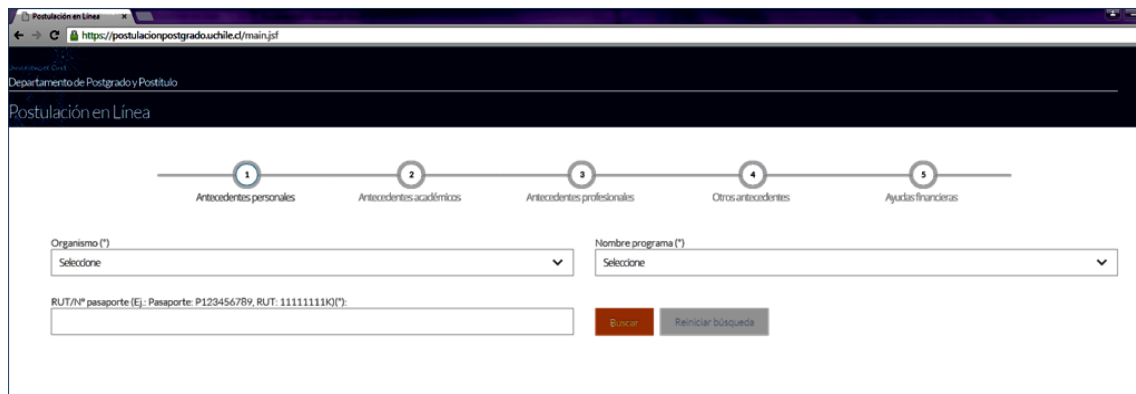 Postulación en Línea
https://postulacionpostgrado.uchile.cl/main.jsf
Departamento de Postgrado y Postítulo
Postulación en Línea
1 2 3 4 5
Antecedentes personales Antecedentes académicos Antecedentes profesionales Otros antecedentes Ayudas financieras
Organismo (*) Nombre programa (*)
Seleccione Seleccione
RUT/Nº pasaporte (Ej.: Pasaporte: P123456789, RUT: 11111111K)(*):
Buscar Reiniciar búsqueda